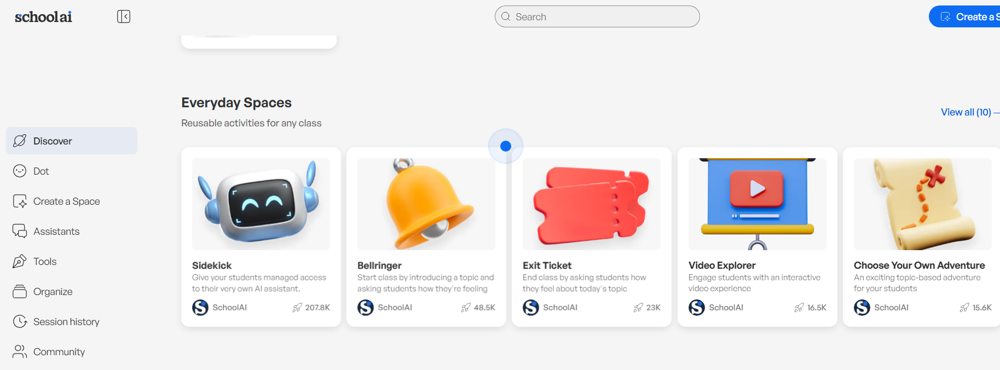 schoolai
Search
Create a S
Everyday Spaces
Reusable activities for any class
View all (10)
Discover
Dot
Create a Space
Assistants
Tools
Organize
Session history
Community
Sidekick
Give your students managed access
to their very own AI assistant.
SchoolAI
207.8K
Bellringer
Start class by introducing a topic and
asking students how they're feeling
SchoolAI
48.5K
Exit Ticket
End class by asking students how
they feel about today's topic
SchoolAI
23K
Video Explorer
Engage students with an interactive
video experience
SchoolAI
16.5K
Choose Your Own Adventure
An exciting topic-based adventure
for your students
SchoolAI
15.6K